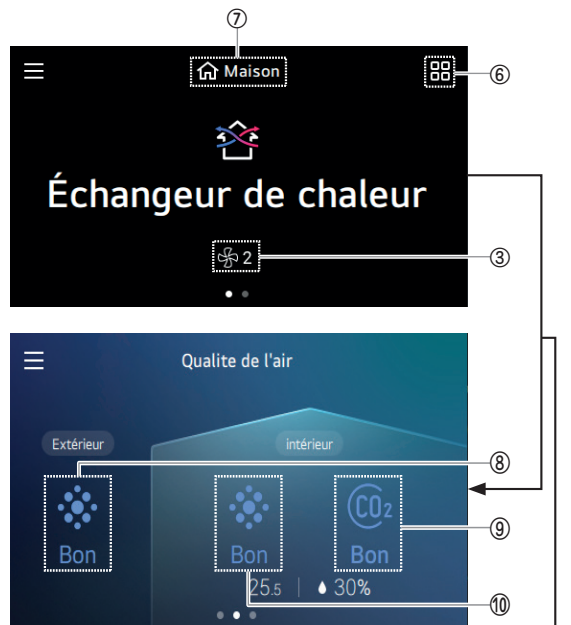 ⑦
Maison
⑥
Échangeur de chaleur
2
③
Qualite de l'air
Extérieur
intérieur
⑧
CO₂
⑨
Bon
Bon
Bon
25.5
30%
⑩